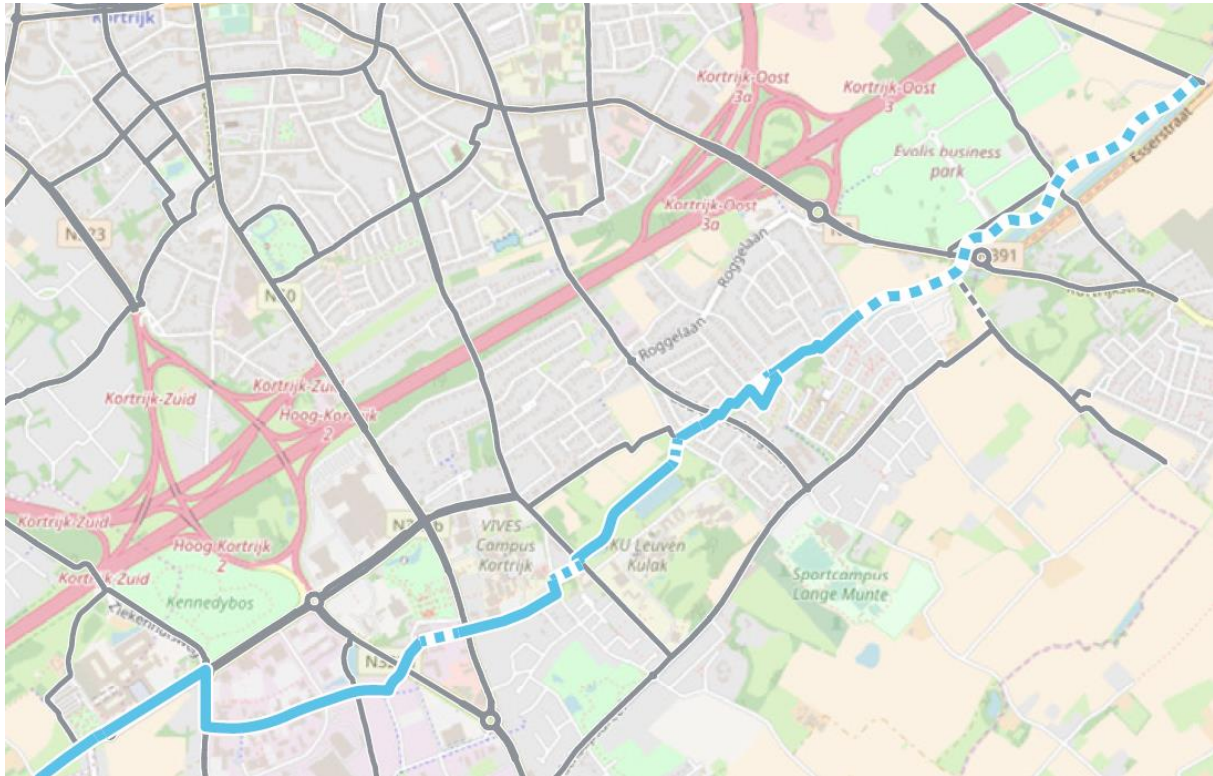 Kortrijk
Kortrijk-Oost
3a
Kortrijk-Oost
3
Esserstraat
Evolis business
park
Kortrijk-Oost
3a
Roggelaan
N50
391
Roggelaan
Kortrijk-Zuid
Kortrijk-Zuid
Hoog-Kortrijk
2
VIVES
Campus
Kortrijk
Kortrijk-Zuid
Hoog-Kortrijk
2
KU Leuven
Kulak
Kortrijk-Zuid
Kennedybos
Sportcampus
Lange Munte
Ziekenhuisweg
N32